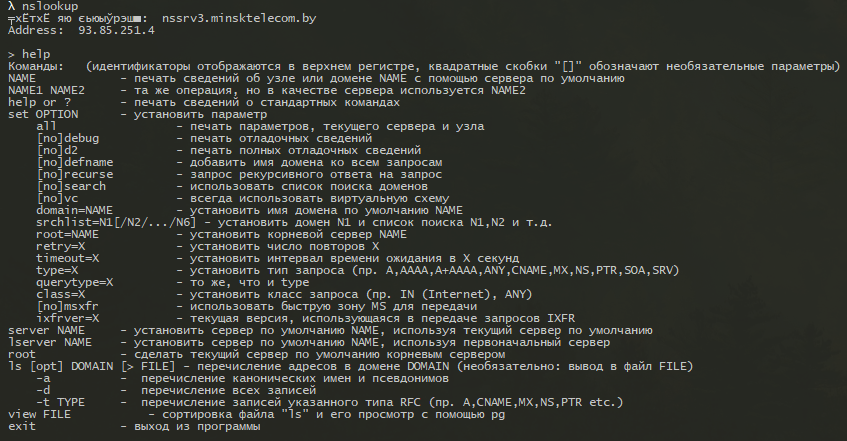 λ nslookup
╤хЁтхЁ яю єьюыўрэш■:  nssrv3.minsktelecom.by
Address:  93.85.251.4
> help
Команды:   (идентификаторы отображаются в верхнем регистре, квадратные скобки "[]" обозначают необязательные параметры)
NAME            - печать сведений об узле или домене NAME с помощью сервера по умолчанию
NAME1 NAME2     - та же операция, но в качестве сервера используется NAME2
help or ?       - печать сведений о стандартных командах
set OPTION      - установить параметр
    all                 - печать параметров, текущего сервера и узла
    [no]debug           - печать отладочных сведений
    [no]d2              - печать полных отладочных сведений
    [no]defname         - добавить имя домена ко всем запросам
    [no]recurse         - запрос рекурсивного ответа на запрос
    [no]search          - использовать список поиска доменов
    [no]vc              - всегда использовать виртуальную схему
    domain=NAME         - установить имя домена по умолчанию NAME
    srchlist=N1[/N2/.../N6] - установить домен N1 и список поиска N1,N2 и т.д.
    root=NAME           - установить корневой сервер NAME
    retry=X             - установить число повторов X
    timeout=X           - установить интервал времени ожидания в X секунд
    type=X              - установить тип запроса (пр. A,AAAA,A+AAAA,ANY,CNAME,MX,NS,PTR,SOA,SRV)
    querytype=X         - то же, что и type
    class=X             - установить класс запроса (пр. IN (Internet), ANY)
    [no]msxfr           - использовать быструю зону MS для передачи
    ixfrver=X           - текущая версия, использующаяся в передаче запросов IXFR
server NAME     - установить сервер по умолчанию NAME, используя текущий сервер по умолчанию
lserver NAME    - установить сервер по умолчанию NAME, используя первоначальный сервер
root            - сделать текущий сервер по умолчанию корневым сервером
ls [opt] DOMAIN [> FILE] - перечисление адресов в домене DOMAIN (необязательно: вывод в файл FILE)
    -a          -  перечисление канонических имен и псевдонимов
    -d          -  перечисление всех записей
    -t TYPE     -  перечисление записей указанного типа RFC (пр. A,CNAME,MX,NS,PTR etc.)
view FILE           - сортировка файла "ls" и его просмотр с помощью pg
exit            - выход из программы